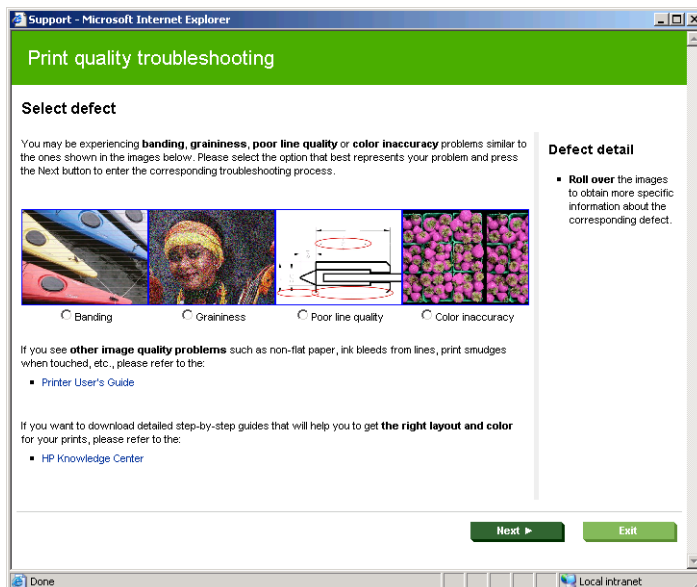 Support - Microsoft Internet Explorer
Print quality troubleshooting
Select defect
You may be experiencing banding, graininess, poor line quality or color inaccuracy problems similar to
the ones shown in the images below. Please select the option that best represents your problem and press
the Next button to enter the corresponding troubleshooting process.
Banding
Graininess
Poor line quality
Color inaccuracy
If you see other image quality problems such as non-flat paper, ink bleeds from lines, print smudges
when touched, etc., please refer to the:
Printer User's Guide
If you want to download detailed step-by-step guides that will help you to get the right layout and color
for your prints, please refer to the:
HP Knowledge Center
Defect detail
Roll over the images
to obtain more specific
information about the
corresponding defect.
Next
Exit
Done
Local intranet